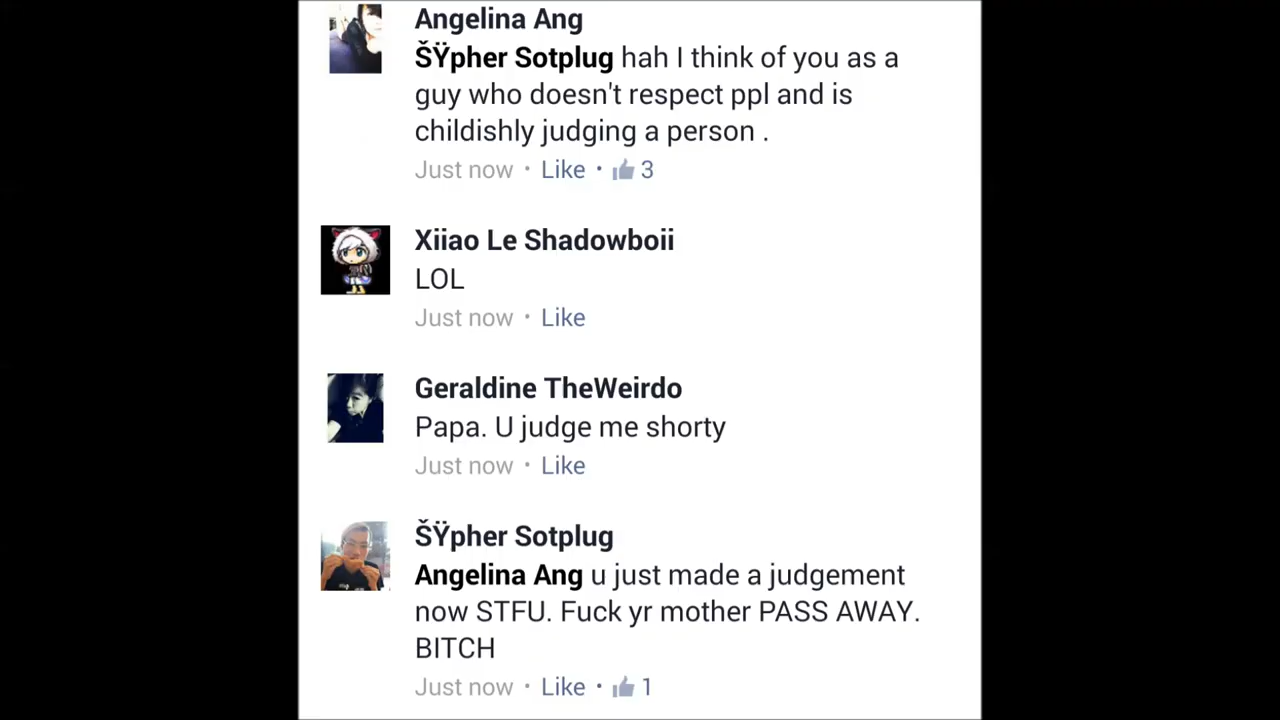 Angelina Ang
ŠŸpher Sotplug hah I think of you as a
guy who doesn't respect ppl and is
childishly judging a person .
Just now · Like · 3
Xiiao Le Shadowboii
LOL
Just now · Like
Geraldine TheWeirdo
Papa. U judge me shorty
Just now · Like
ŠŸpher Sotplug
Angelina Ang u just made a judgement
now STFU. Fuck yr mother PASS AWAY.
BITCH
Just now · Like · 1